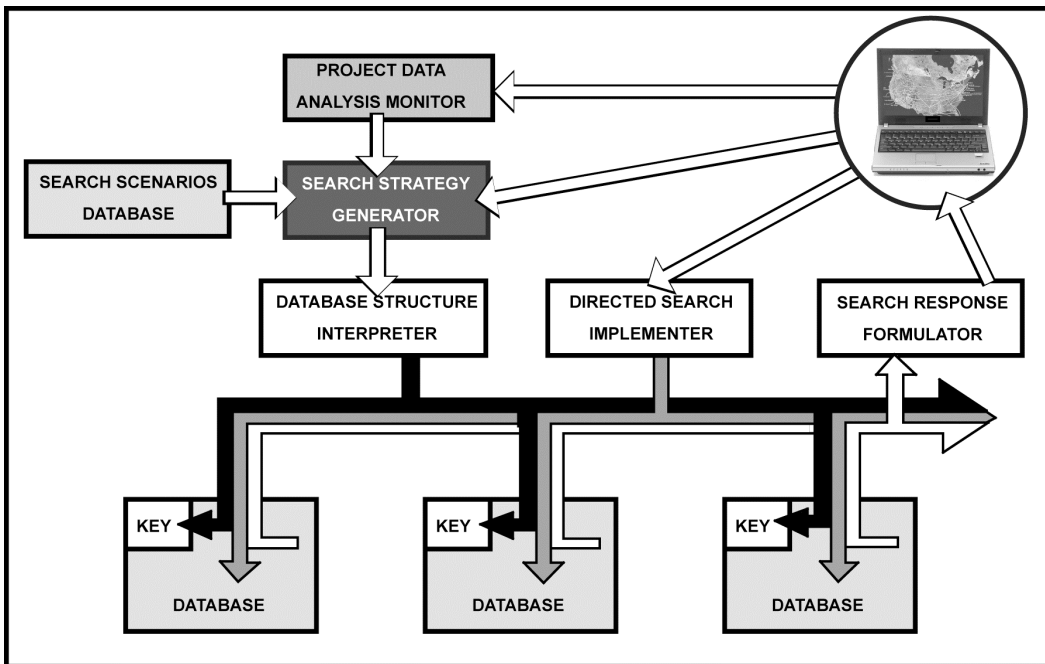 PROJECT DATA
ANALYSIS MONITOR
SEARCH SCENARIOS
DATABASE
SEARCH STRATEGY
GENERATOR
DATABASE STRUCTURE
INTERPRETER
DIRECTED SEARCH
IMPLEMENTER
SEARCH RESPONSE
FORMULATOR
KEY
DATABASE
KEY
DATABASE
KEY
DATABASE